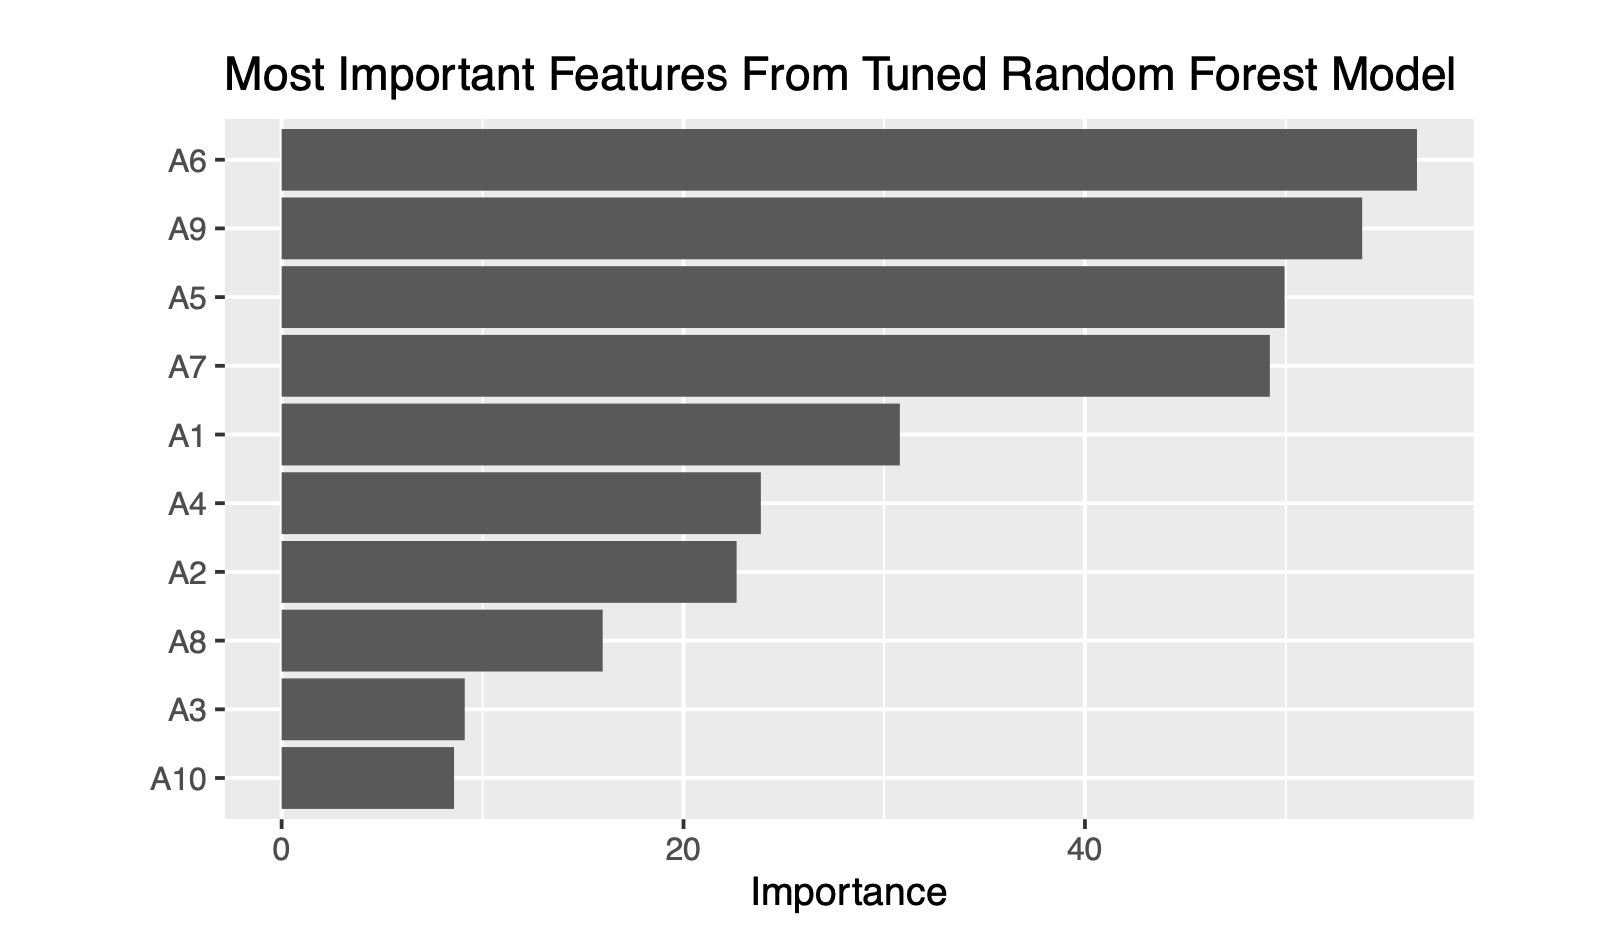 Most Important Features From Tuned Random Forest Model
A6
A9
A5
A7
A1
A4
A2
A8
A3
A10
0 20 40
Importance